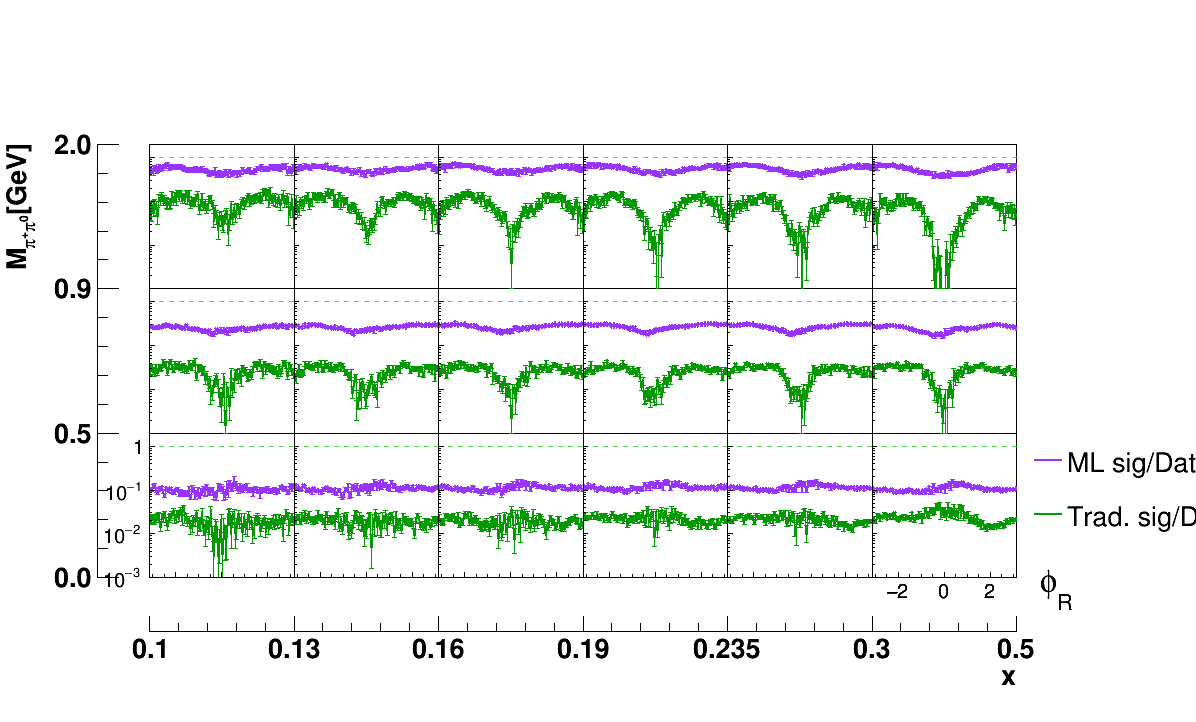 2.0
M π⁺π⁰ [GeV]
0.9
0.5
1
10⁻¹
10⁻²
10⁻³
0.0
ML sig/Dat
Trad. sig/D
−2 0 2
ϕR
0.1 0.13 0.16 0.19 0.235 0.3 0.5
x